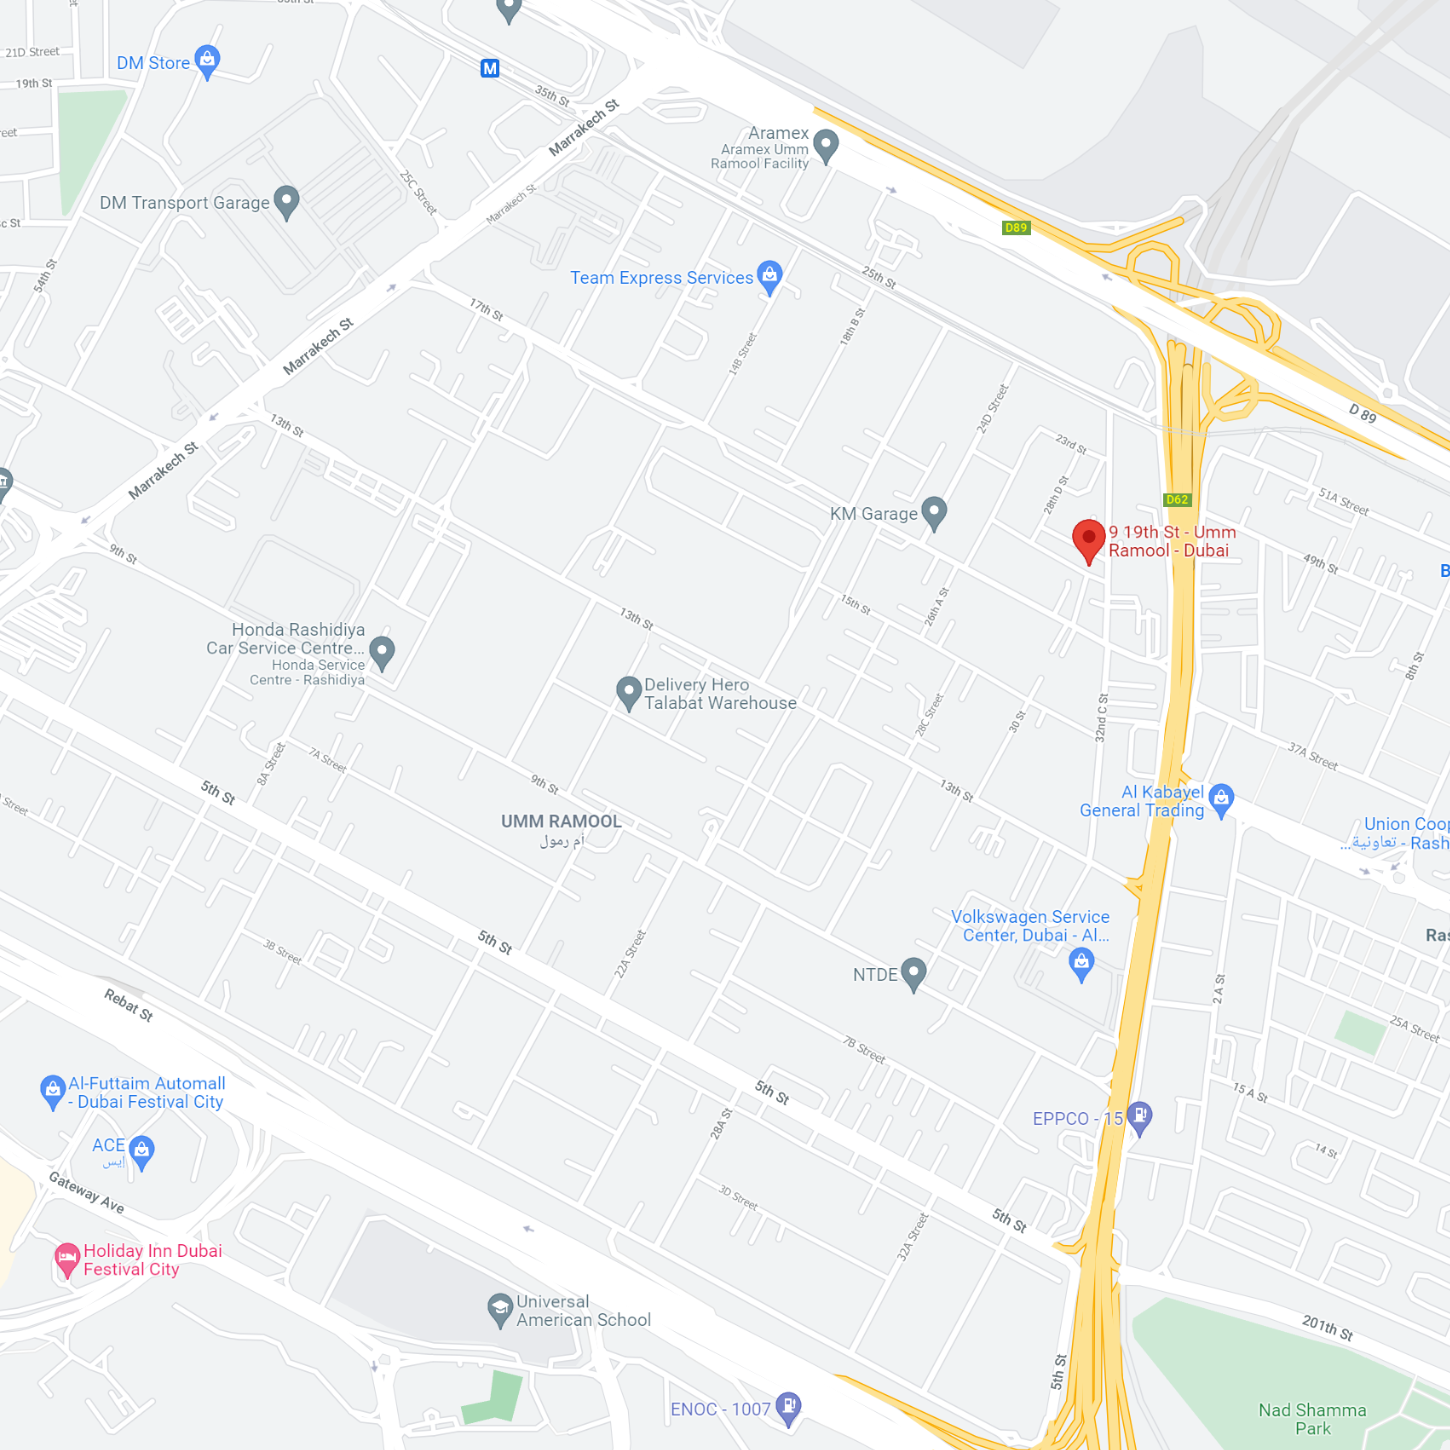 21D Street
DM Store
19th St
M
35th St
Marrakech St
Aramex
Aramex Umm
Ramool Facility
25C Street
Marrakech St
DM Transport Garage
D89
54th St
Team Express Services
25th St
17th St
18th B St
14B Street
Marrakech St
D 89
24D Street
13th St
23rd St
Marrakech St
28th D St
D62
51A Street
KM Garage
9 19th St - Umm
Ramool - Dubai
9th St
49th St
B
15th St
26th A St
13th St
Honda Rashidiya
Car Service Centre...
Honda Service
Centre - Rashidiya
8th St
Delivery Hero
Talabat Warehouse
28C Street
30 St
32nd C St
37A Street
7A Street
8A Street
5th St
9th St
13th St
Al Kabayel
General Trading
UMM RAMOOL
أم رمول
Union Coop
...تعاونية - Rash
Volkswagen Service
Center, Dubai - Al...
Ras
5th St
3B Street
22A Street
NTDE
2 A St
Rebat St
25A Street
7B Street
Al-Futtaim Automall
- Dubai Festival City
5th St
15 A St
EPPCO - 15
28A St
ACE
إيس
14 St
Gateway Ave
3D Street
5th St
32A Street
Holiday Inn Dubai
Festival City
Universal
American School
201th St
5th St
ENOC - 1007
Nad Shamma
Park